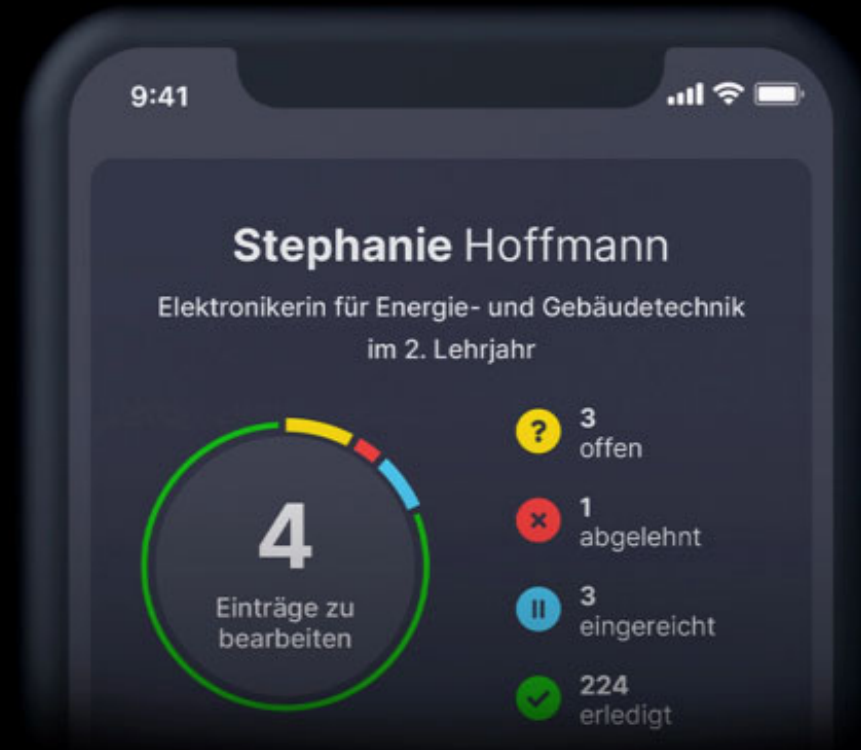 9:41
Stephanie Hoffmann
Elektronikerin für Energie- und Gebäudetechnik
im 2. Lehrjahr
4
Einträge zu
bearbeiten
3
offen
1
abgelehnt
3
eingereicht
224
erledigt